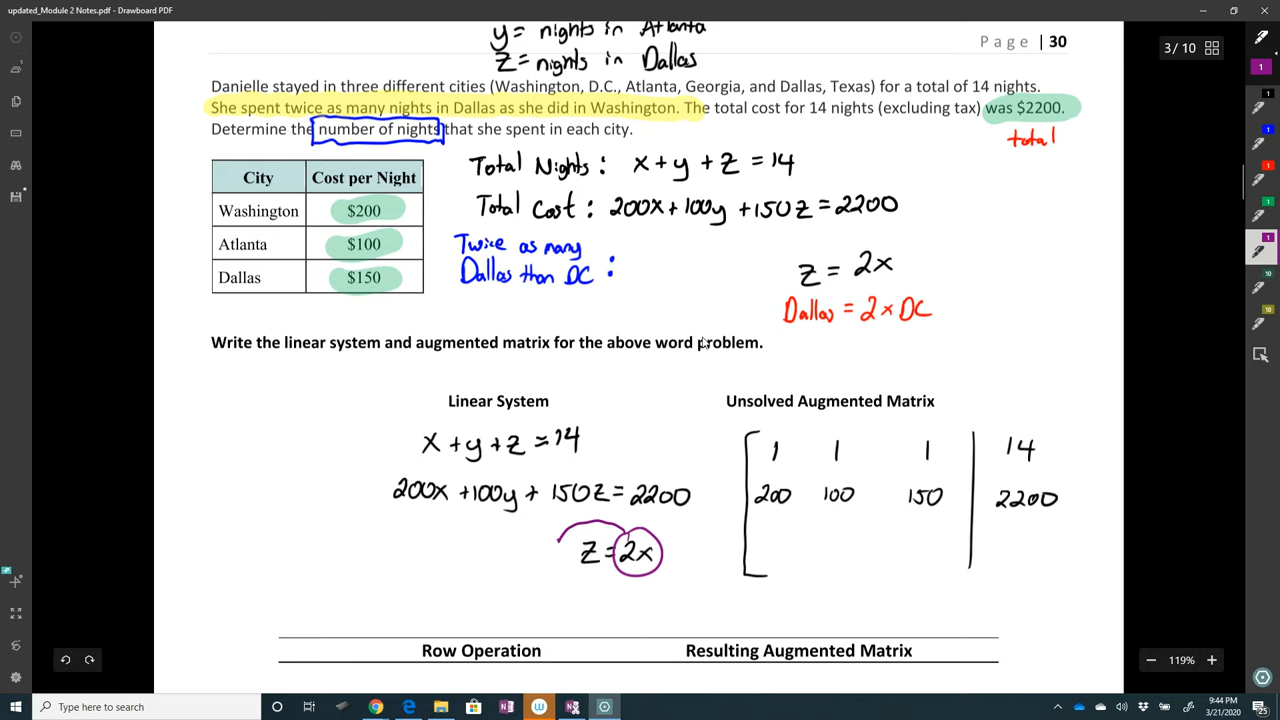 updated_Module 2 Notes.pdf - Drawboard PDF
y = nights in Atlanta
z = nights in Dallas
Page | 30
3 / 10
Danielle stayed in three different cities (Washington, D.C., Atlanta, Georgia, and Dallas, Texas) for a total of 14 nights.
She spent twice as many nights in Dallas as she did in Washington. The total cost for 14 nights (excluding tax) was $2200.
Determine the number of nights that she spent in each city.
total
City Cost per Night
Washington $200
Atlanta $100
Dallas $150
Total Nights : x + y + z = 14
Total Cost : 200x + 100y + 150z = 2200
Twice as many
Dallas than DC :
z = 2x
Dallas = 2 x DC
Write the linear system and augmented matrix for the above word problem.
Linear System
Unsolved Augmented Matrix
x + y + z = 14
200x + 100y + 150z = 2200
z = 2x
1 1 1 14
200 100 150 2200
Row Operation Resulting Augmented Matrix
119%
Type here to search
9:44 PM
3/21/2020
25